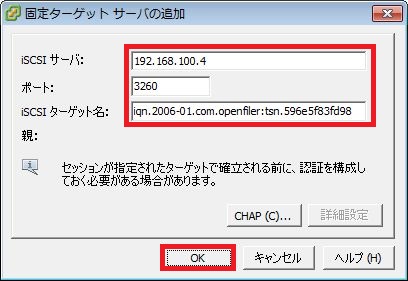 固定ターゲット サーバの追加
iSCSI サーバ: 192.168.100.4
ポート: 3260
iSCSI ターゲット名: iqn.2006-01.com.openfiler:tsn.596e5f83fd98
親:
セッションが指定されたターゲットで確立される前に、認証を構成し
ておく必要がある場合があります。
CHAP (C)... 詳細設定
OK キャンセル ヘルプ (H)